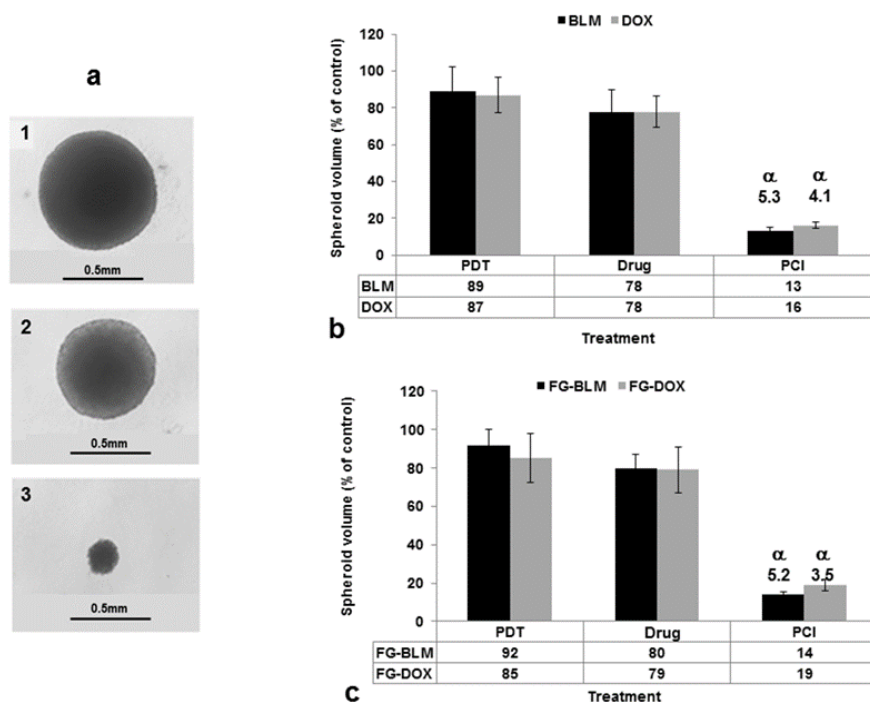 a
1
0.5mm
2
0.5mm
3
0.5mm
BLM DOX
Spheroid volume (% of control)
120
100
80
60
40
20
0
α α
5.3 4.1
PDT Drug PCI
BLM 89 78 13
DOX 87 78 16
b
Treatment
FG-BLM FG-DOX
Spheroid volume (% of control)
120
100
80
60
40
20
0
α α
5.2 3.5
PDT Drug PCI
FG-BLM 92 80 14
FG-DOX 85 79 19
c
Treatment